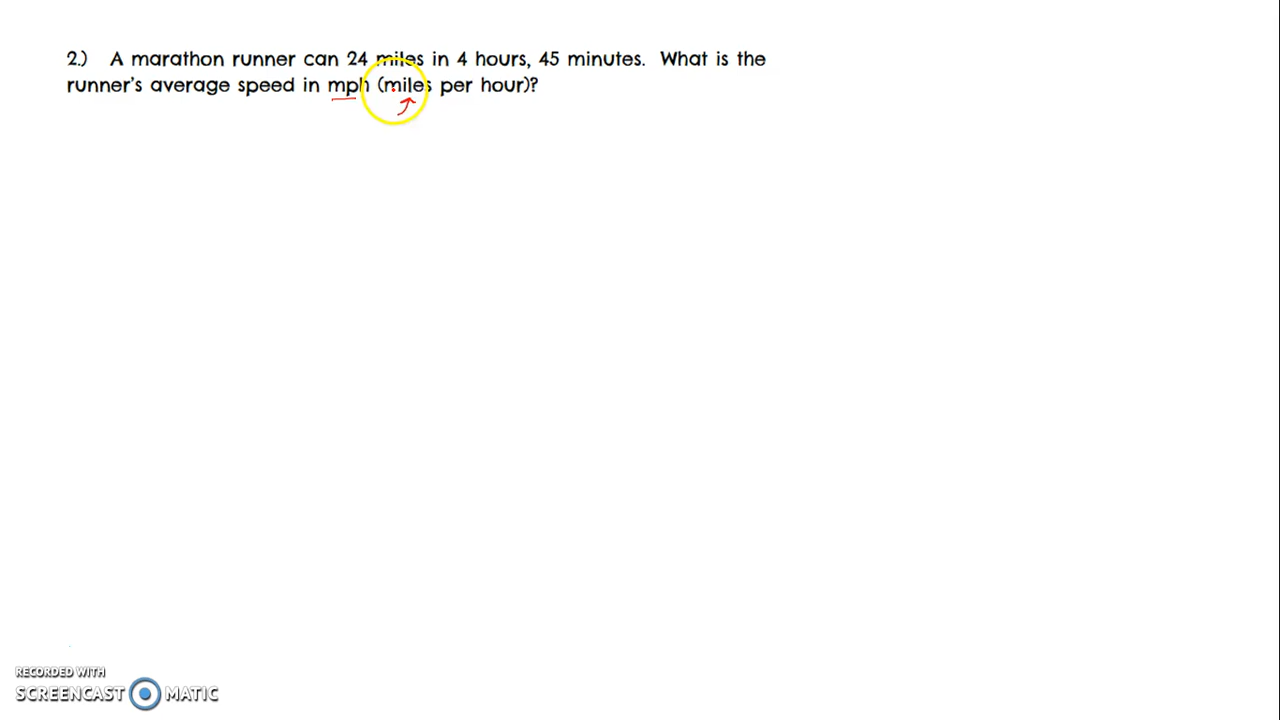 2.) A marathon runner can 24 miles in 4 hours, 45 minutes. What is the
runner's average speed in mph (miles per hour)?
RECORDED WITH
SCREENCAST MATIC